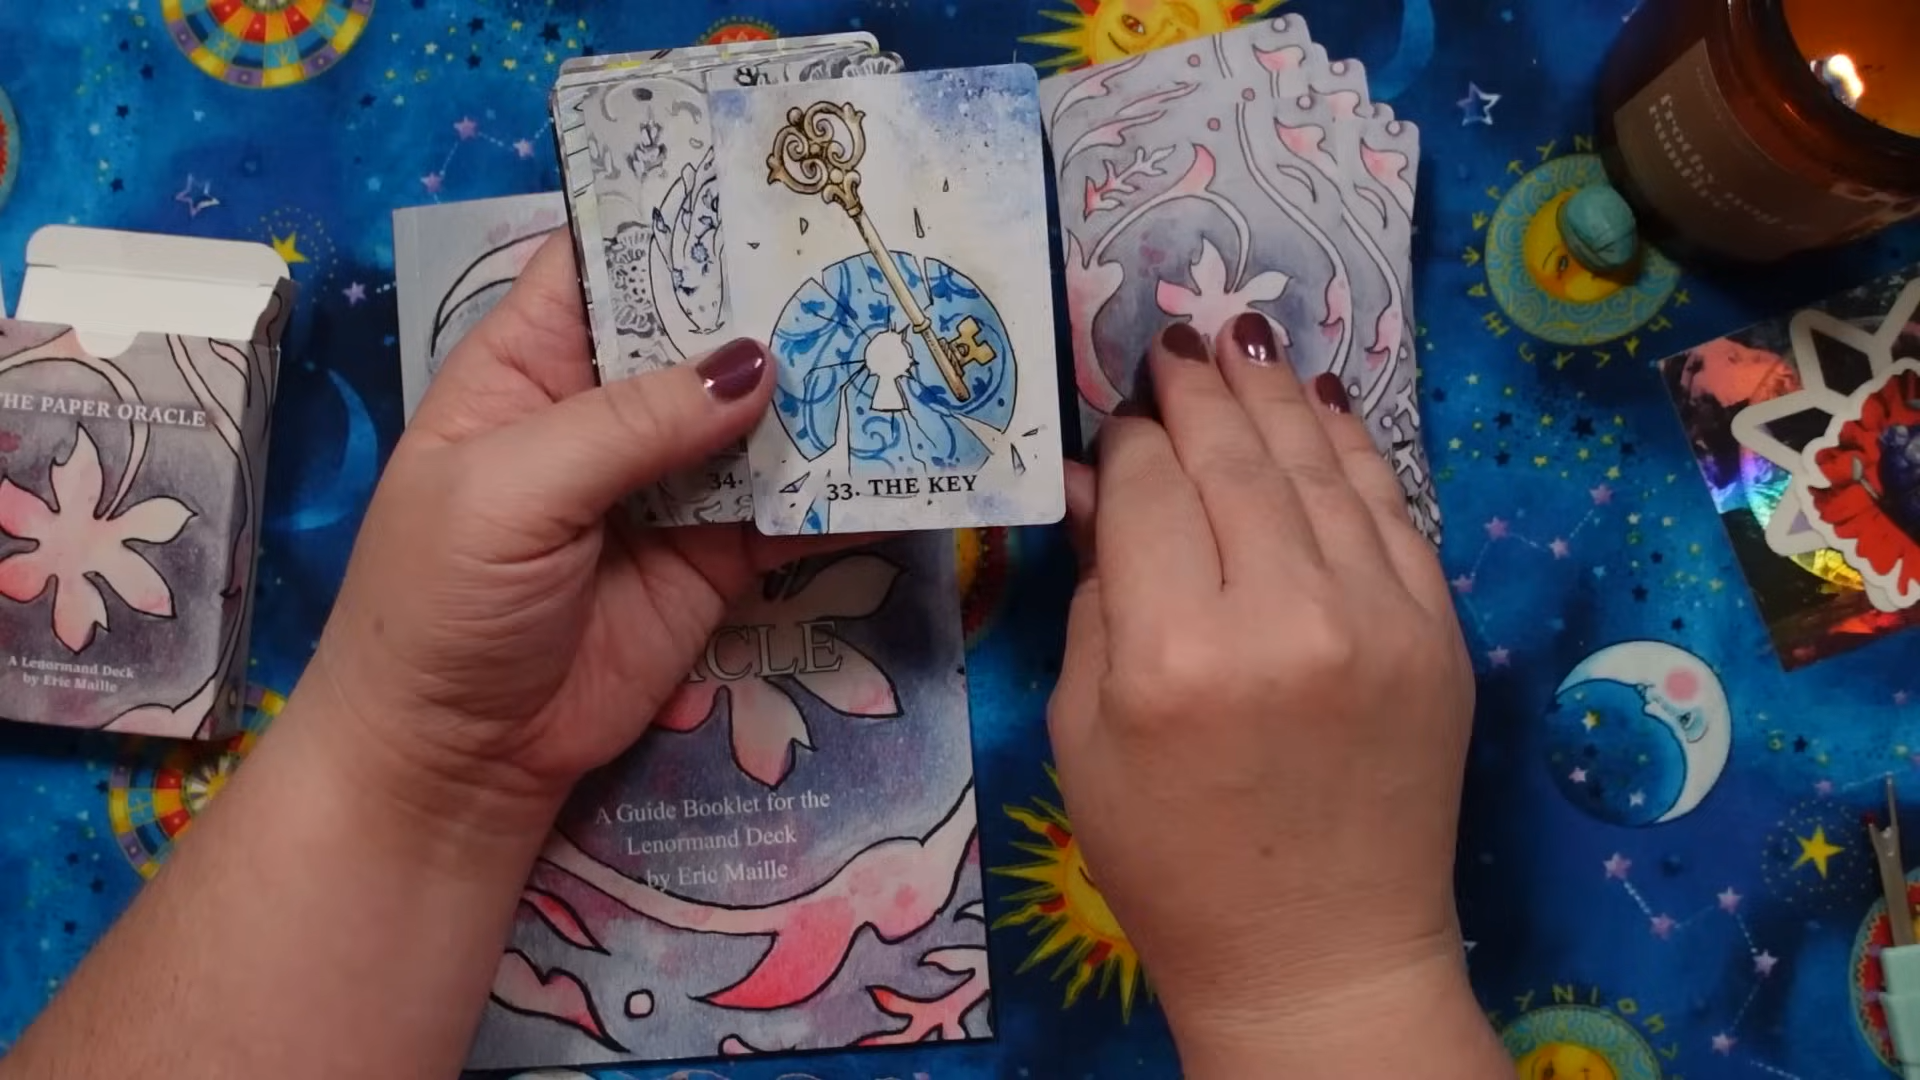 THE PAPER ORACLE
A Lenormand Deck
by Eric Maille
34.
33. THE KEY
ACLE
A Guide Booklet for the
Lenormand Deck
by Eric Maille